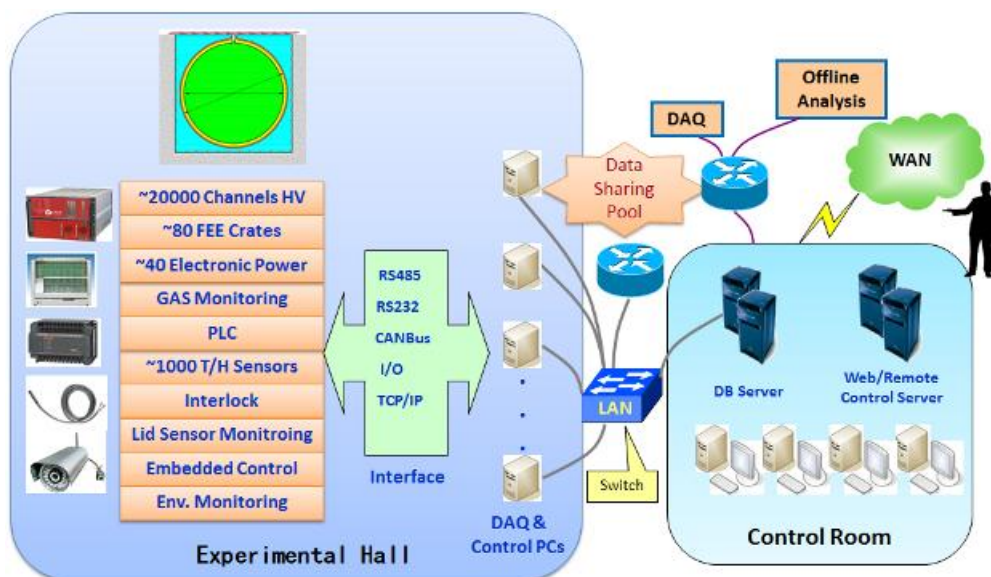 ~20000 Channels HV
~80 FEE Crates
~40 Electronic Power
GAS Monitoring
PLC
~1000 T/H Sensors
Interlock
Lid Sensor Monitroing
Embedded Control
Env. Monitoring
Experimental Hall
RS485
RS232
CANBus
I/O
TCP/IP
Interface
DAQ &
Control PCs
Data
Sharing
Pool
DAQ
Offline
Analysis
WAN
LAN
Switch
DB Server
Web/Remote
Control Server
Control Room